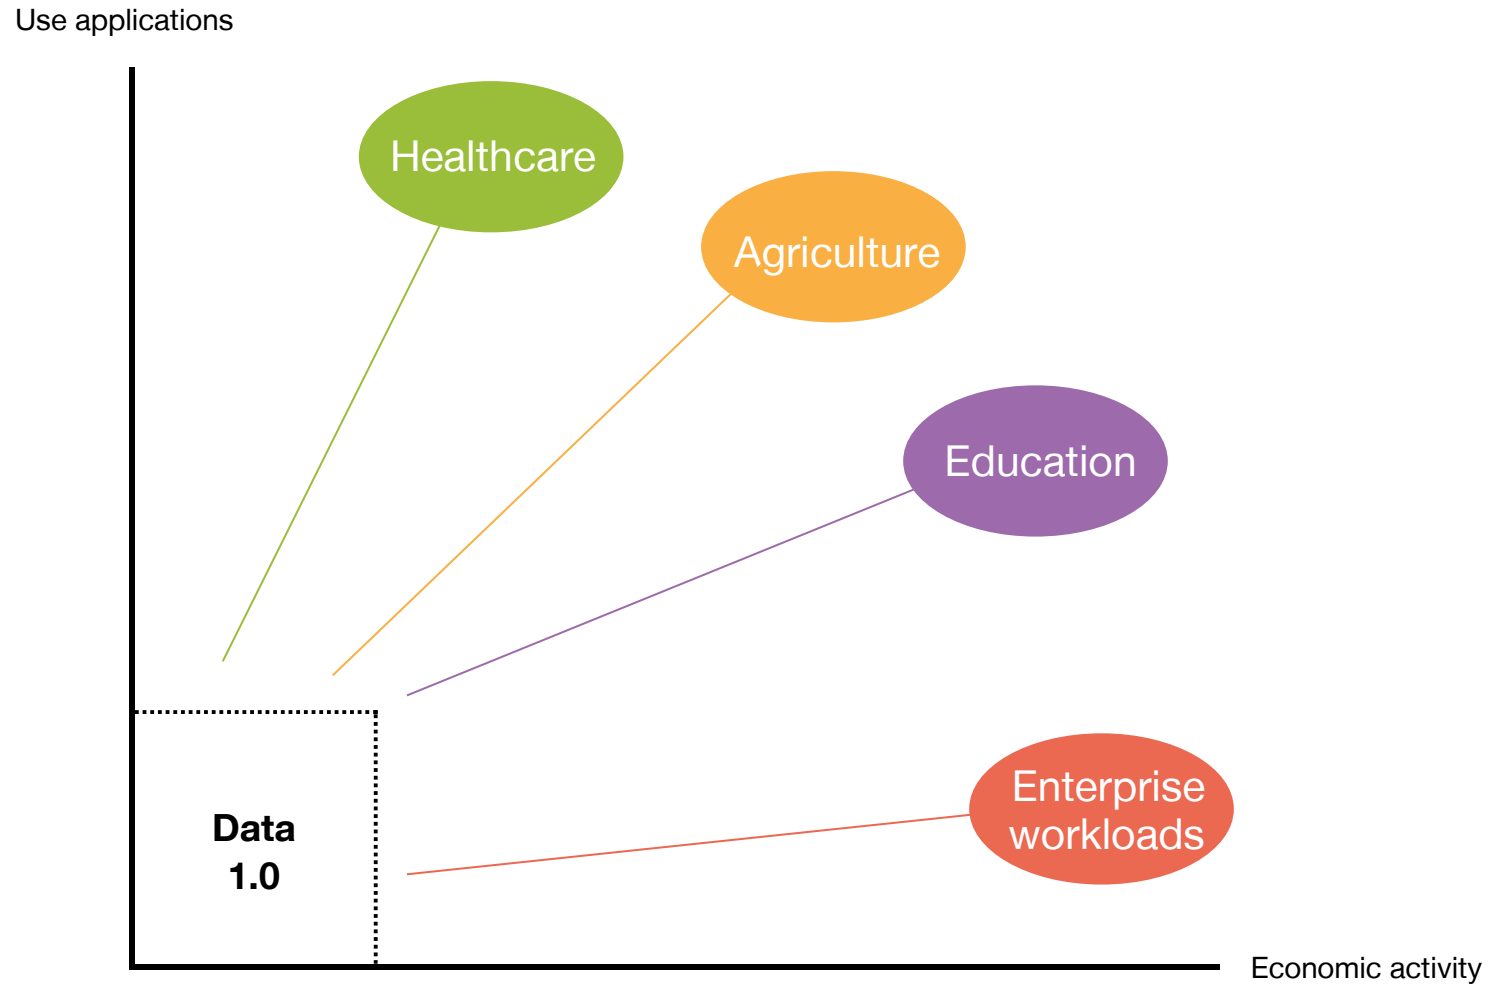 Use applications
Healthcare
Agriculture
Education
Enterprise
workloads
Data
1.0
Economic activity